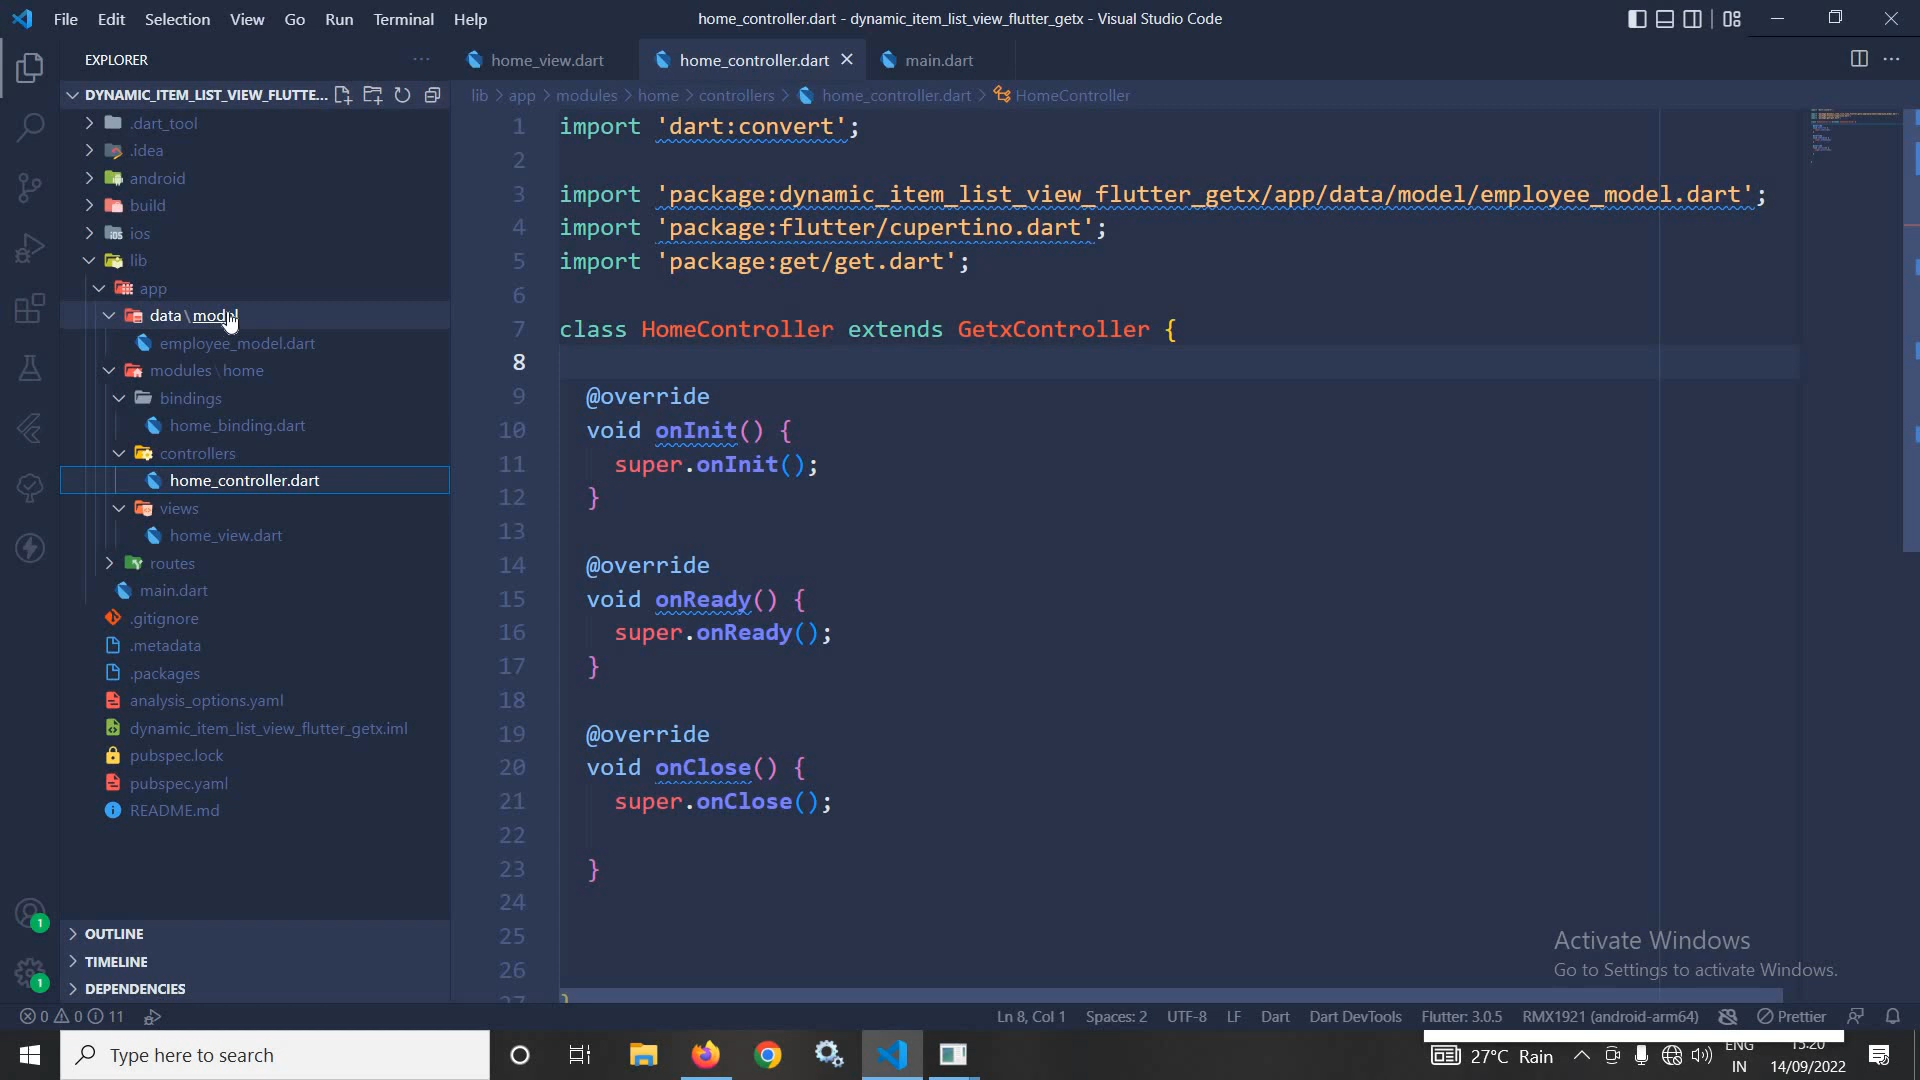 File Edit Selection View Go Run Terminal Help
home_controller.dart - dynamic_item_list_view_flutter_getx - Visual Studio Code
EXPLORER
DYNAMIC_ITEM_LIST_VIEW_FLUTTE...
.dart_tool
.idea
android
build
ios
lib
app
data\model
employee_model.dart
modules\home
bindings
home_binding.dart
controllers
home_controller.dart
views
home_view.dart
routes
main.dart
.gitignore
.metadata
.packages
analysis_options.yaml
dynamic_item_list_view_flutter_getx.iml
pubspec.lock
pubspec.yaml
README.md
OUTLINE
TIMELINE
DEPENDENCIES
1
1
home_view.dart home_controller.dart main.dart
lib > app > modules > home > controllers > home_controller.dart > HomeController
1 import 'dart:convert';
2
3 import 'package:dynamic_item_list_view_flutter_getx/app/data/model/employee_model.dart';
4 import 'package:flutter/cupertino.dart';
5 import 'package:get/get.dart';
6
7 class HomeController extends GetxController {
8
9 @override
10 void onInit() {
11 super.onInit();
12 }
13
14 @override
15 void onReady() {
16 super.onReady();
17 }
18
19 @override
20 void onClose() {
21 super.onClose();
22
23 }
24
25
26
27 }
Activate Windows
Go to Settings to activate Windows.
0 0 11
Ln 8, Col 1 Spaces: 2 UTF-8 LF Dart Dart DevTools Flutter: 3.0.5 RMX1921 (android-arm64) Prettier
Type here to search
27°C Rain
ENG
IN
15:20
14/09/2022